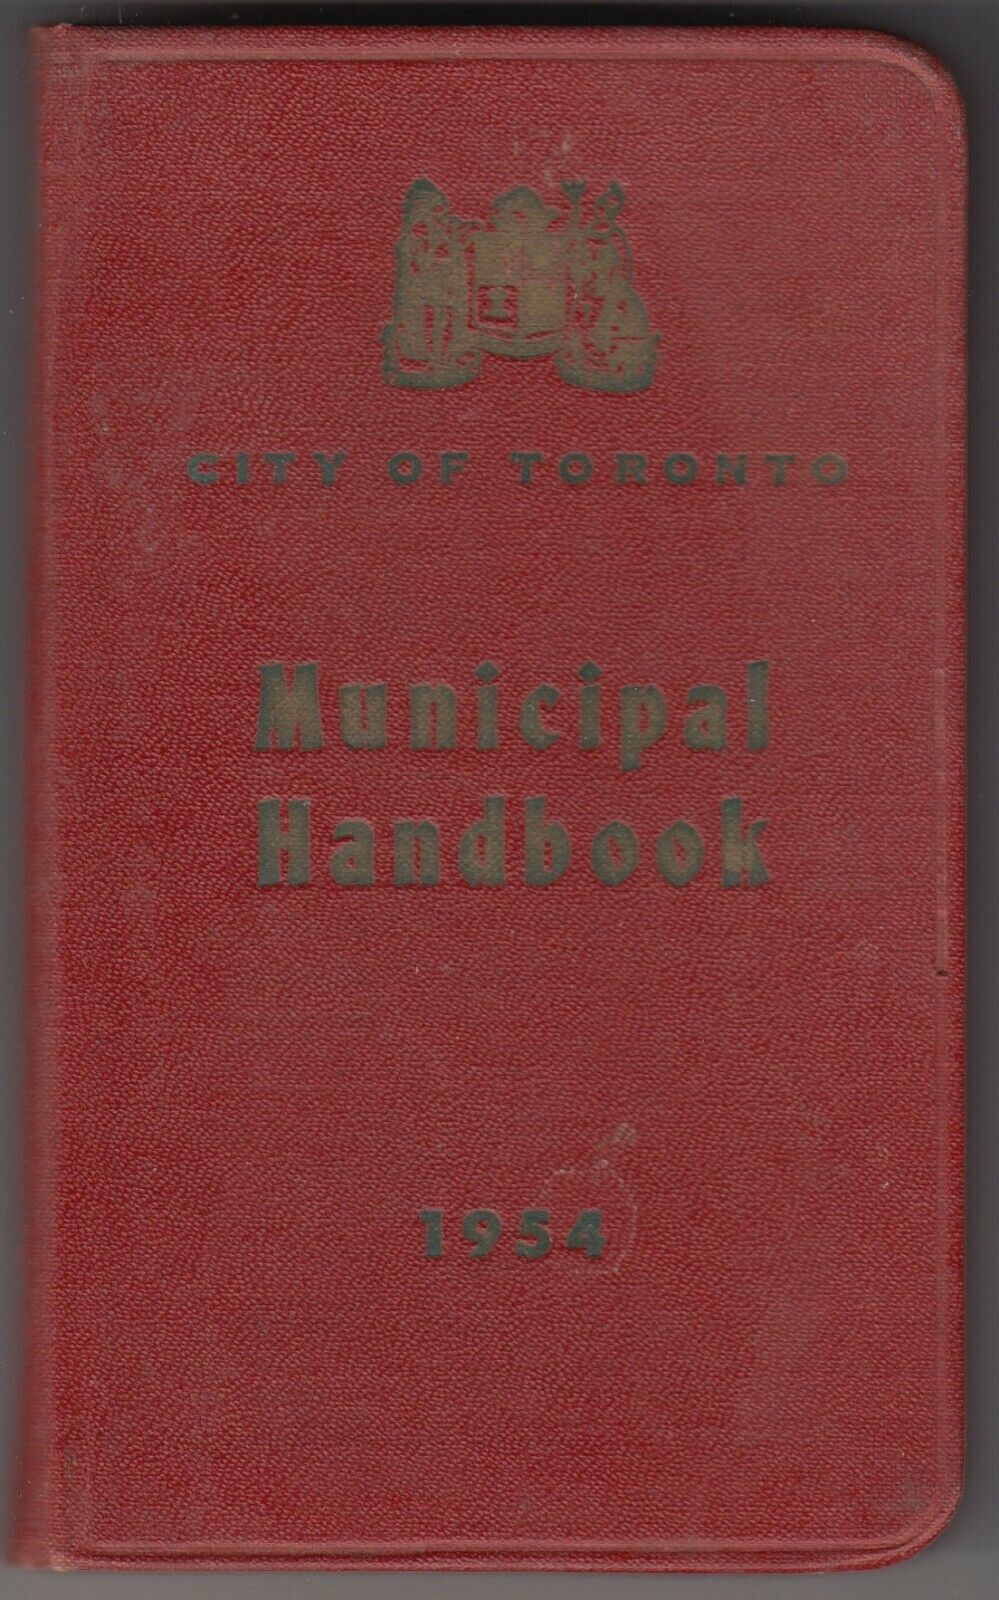 CITY OF TORONTO
Municipal
Handbook
1954